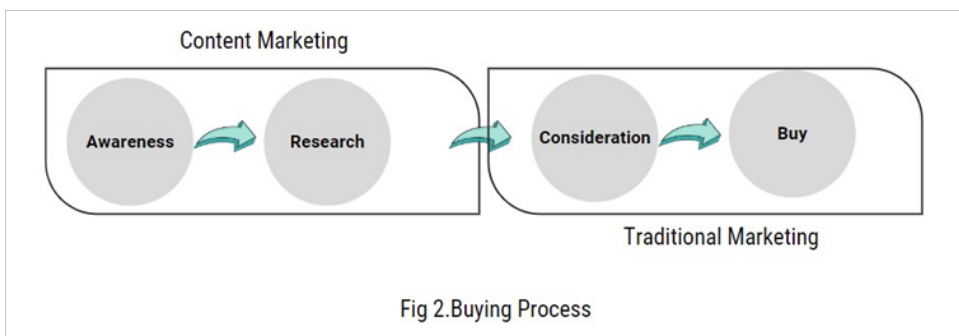 Content Marketing
Awareness
Research
Consideration
Buy
Traditional Marketing
Fig 2.Buying Process